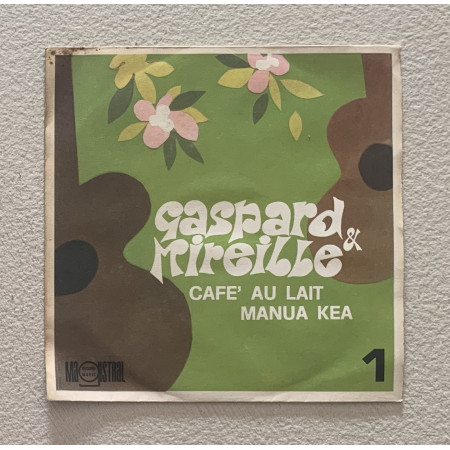 gaspard
& mireille
CAFE' AU LAIT
MANUA KEA
1